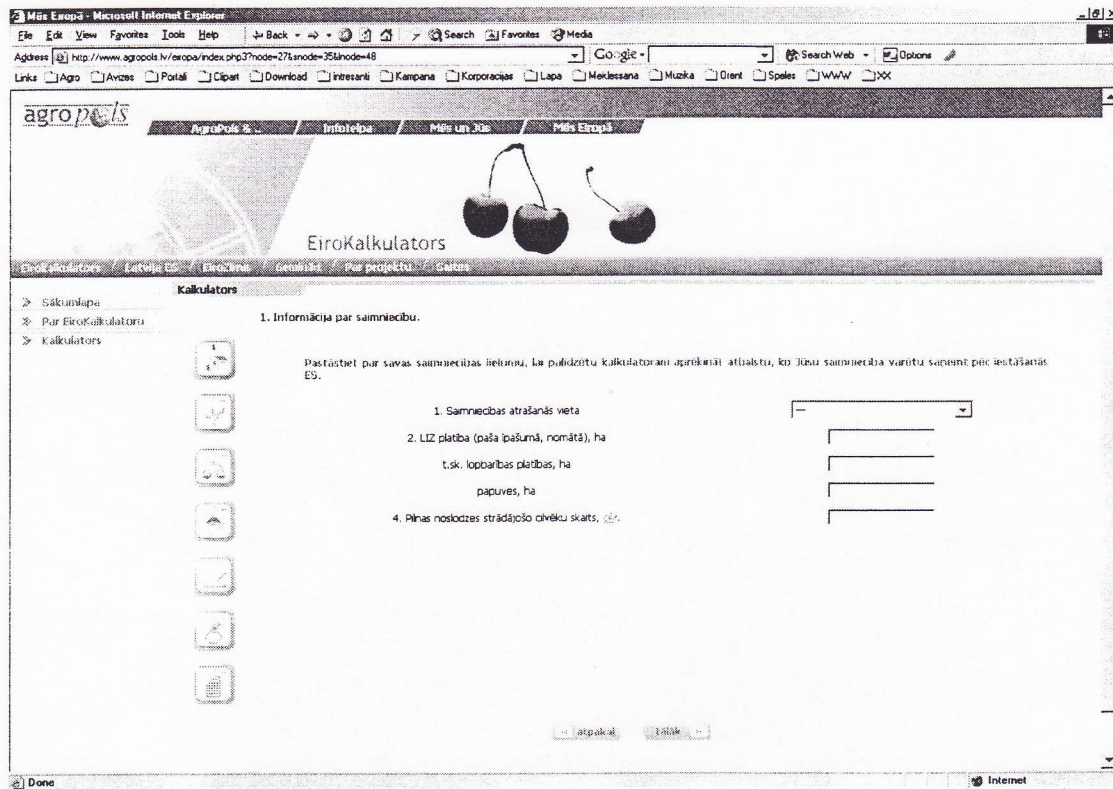 Mēs Eiropā - Microsoft Internet Explorer
File Edit View Favorites Tools Help Back Search Favorites Media
Address http://www.agropols.lv/eiropa/index.php3?node=27&snode=35&lnode=48 Google Search Web Options
Links Agro Avizes Portali Clipart Download Intresanti Kampana Korporacijas Lapa Meklessana Muzika Orent Speles WWW XX
agropols
AgroPols & .. Infotelpa Mēs un Jūs Mēs Eiropā
EiroKalkulators
EiroKalkulators Latvija ES Eirozeme Par projektu
Kalkulators
Sākumlapa
Par EiroKalkulatoru
Kalkulators
1. Informācija par saimniecību.
Pastāstiet par savas saimniecības lielumu, lai palīdzētu kalkulatoram aprēķināt atbalstu, ko Jūsu saimniecība varētu saņemt pēc iestāšanās
ES.
1. Saimniecības atrašanās vieta
2. LIZ platība (paša īpašumā, nomātā), ha
t.sk. lopbarības platības, ha
papuves, ha
4. Pilnas noslodzes strādājošo cilvēku skaits,
atpakaļ tālāk
Done Internet